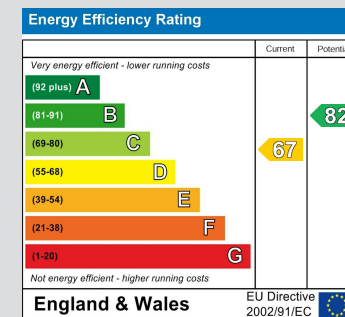 Energy Efficiency Rating
Current
Very energy efficient - lower running costs
(92 plus) A
(81-91) B
82
(69-80) C
67
(55-68) D
(39-54) E
(21-38) F
(1-20) G
Not energy efficient - higher running costs
England & Wales
EU Directive
2002/91/EC